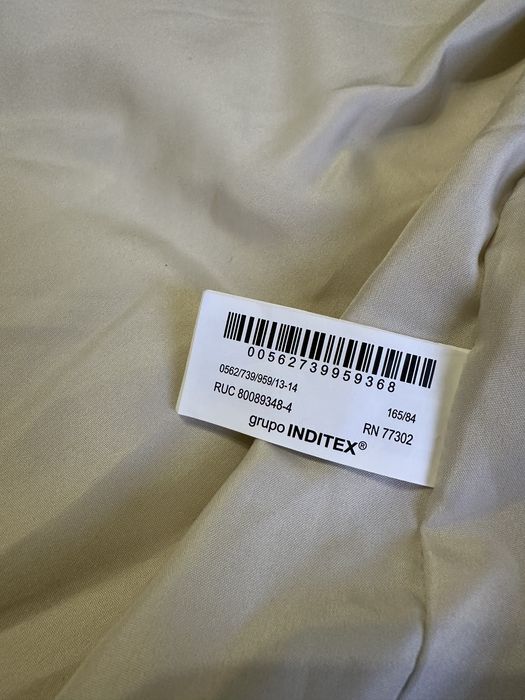 00562739959368
0562/739/959/13-14
165/84
RUC 80089348-4
RN 77302
grupo INDITEX®